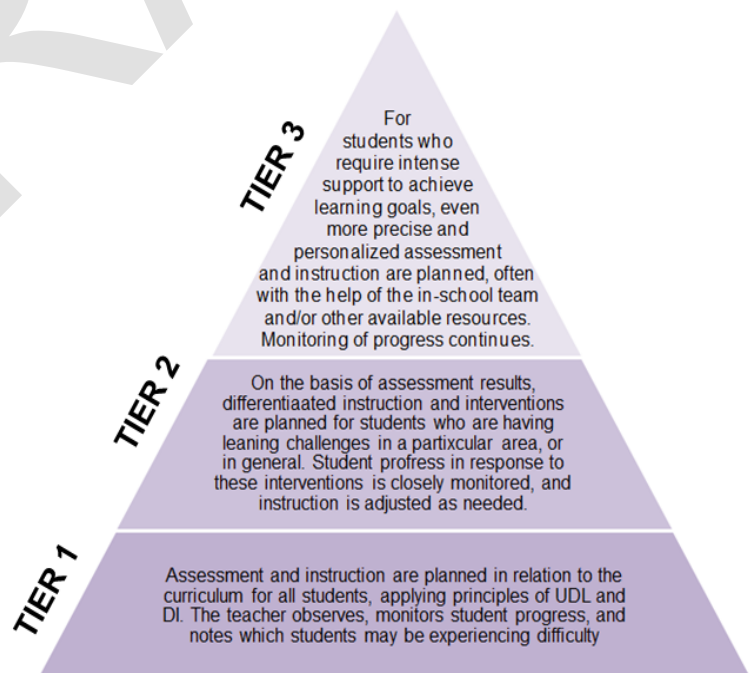 TIER 3
For
students who
require intense
support to achieve
learning goals, even
more precise and
personalized assessment
and instruction are planned, often
with the help of the in-school team
and/or other available resources.
Monitoring of progress continues.
TIER 2
On the basis of assessment results,
differentiaated instruction and interventions
are planned for students who are having
leaning challenges in a partixcular area, or
in general. Student profress in response to
these interventions is closely monitored, and
instruction is adjusted as needed.
TIER 1
Assessment and instruction are planned in relation to the
curriculum for all students, applying principles of UDL and
DI. The teacher observes, monitors student progress, and
notes which students may be experiencing difficulty